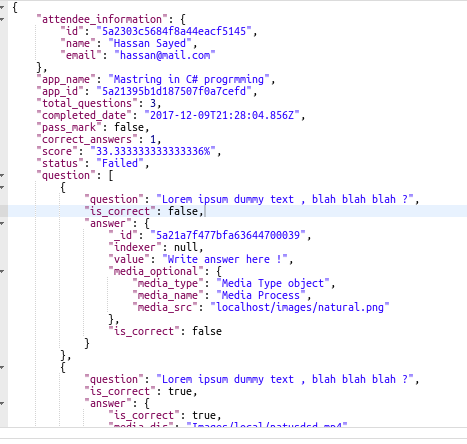 {
"attendee_information": {
"id": "5a2303c5684f8a44eacf5145",
"name": "Hassan Sayed",
"email": "hassan@mail.com"
},
"app_name": "Mastring in C# progrmming",
"app_id": "5a21395b1d187507f0a7cefd",
"total_questions": 3,
"completed_date": "2017-12-09T21:28:04.856Z",
"pass_mark": false,
"correct_answers": 1,
"score": "33.333333333333336%",
"status": "Failed",
"question": [
{
"question": "Lorem ipsum dummy text , blah blah blah ?",
"is_correct": false,
"answer": {
"_id": "5a21a7f477bfa63644700039",
"indexer": null,
"value": "Write answer here !",
"media_optional": {
"media_type": "Media Type object",
"media_name": "Media Process",
"media_src": "localhost/images/natural.png"
},
"is_correct": false
}
},
{
"question": "Lorem ipsum dummy text , blah blah blah ?",
"is_correct": true,
"answer": {
"is_correct": true,
"media_dir": "Images/local/natusdsd.mp4"